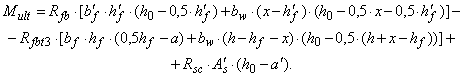 M_ult = R_fb · [b'_f · h'_f · (h_0 − 0,5 · h'_f) + b_w · (x − h'_f) · (h_0 − 0,5 · x − 0,5 · h'_f)] −
− R_fbt3 · [b_f · h_f · (0,5h_f − a) + b_w · (h − h_f − x) · (h_0 − 0,5 · (h + x − h_f))] +
+ R_sc · A'_s · (h_0 − a').